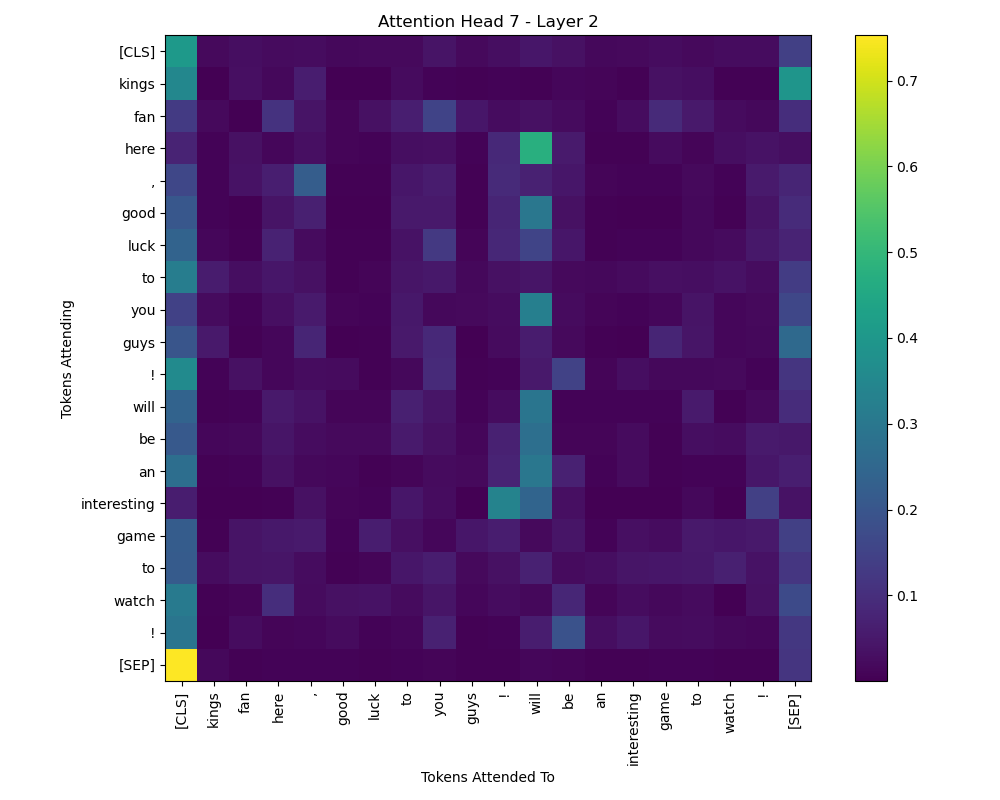 Attention Head 7 - Layer 2
[CLS]
kings
fan
here
,
good
luck
to
you
guys
!
will
be
an
interesting
game
to
watch
!
[SEP]
Tokens Attending
[CLS]
kings
fan
here
,
good
luck
to
you
guys
!
will
be
an
interesting
game
to
watch
!
[SEP]
Tokens Attended To
0.7
0.6
0.5
0.4
0.3
0.2
0.1